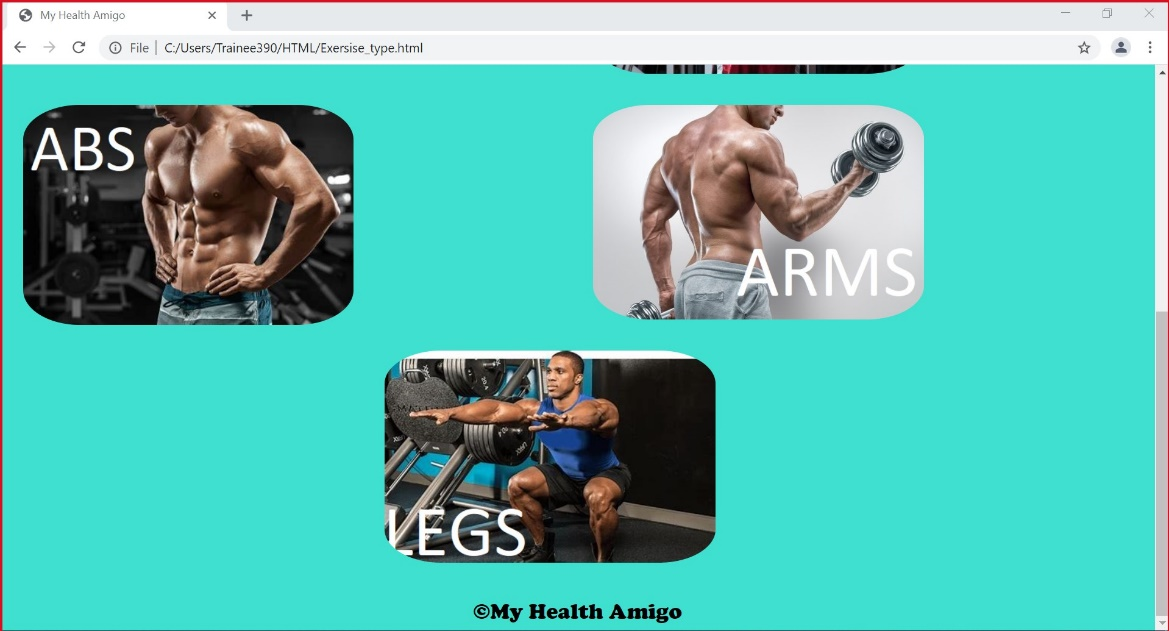 My Health Amigo
File | C:/Users/Trainee390/HTML/Exersise_type.html
ABS
ARMS
LEGS
©My Health Amigo